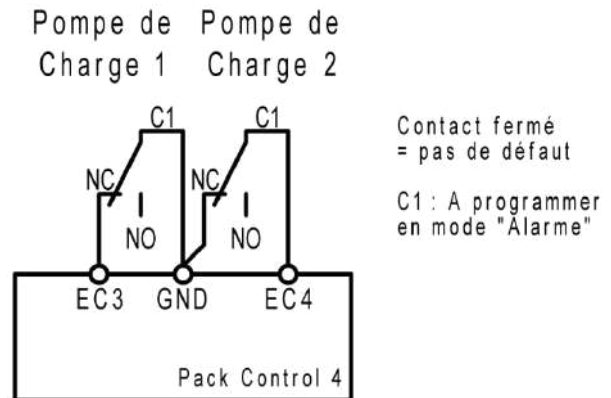 Pompe de Charge 1
Pompe de Charge 2
C1
C1
NC
NC
NO
NO
EC3
GND
EC4
Pack Control 4
Contact fermé
= pas de défaut
C1 : A programmer
en mode "Alarme"